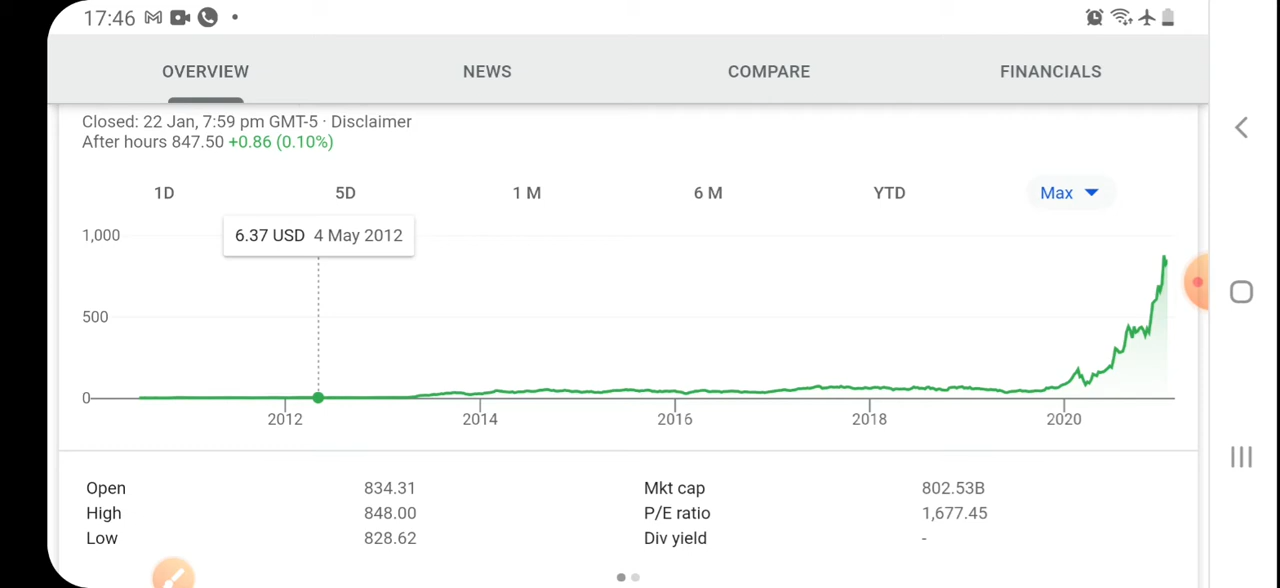 17:46
OVERVIEW NEWS COMPARE FINANCIALS
Closed: 22 Jan, 7:59 pm GMT-5 · Disclaimer
After hours 847.50 +0.86 (0.10%)
1D 5D 1 M 6 M YTD Max
1,000
6.37 USD 4 May 2012
500
0
2012 2014 2016 2018 2020
Open 834.31 Mkt cap 802.53B
High 848.00 P/E ratio 1,677.45
Low 828.62 Div yield -